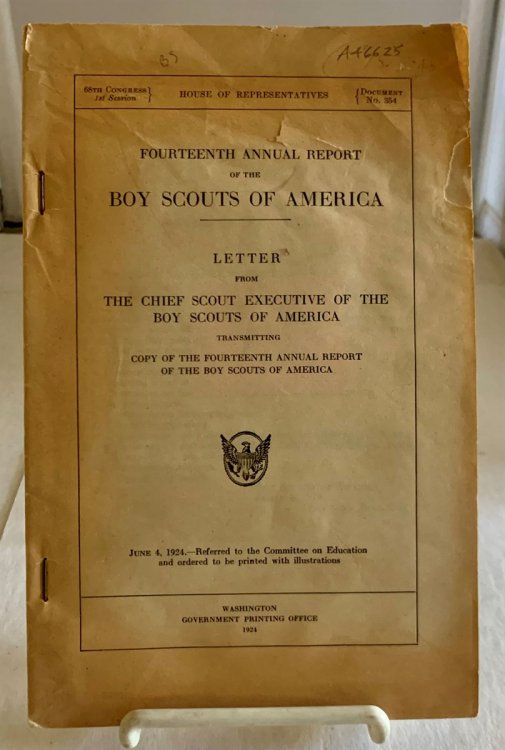 BS
A46625
68TH CONGRESS
1st Session }
HOUSE OF REPRESENTATIVES
{ DOCUMENT
No. 354
FOURTEENTH ANNUAL REPORT
OF THE
BOY SCOUTS OF AMERICA
LETTER
FROM
THE CHIEF SCOUT EXECUTIVE OF THE
BOY SCOUTS OF AMERICA
TRANSMITTING
COPY OF THE FOURTEENTH ANNUAL REPORT
OF THE BOY SCOUTS OF AMERICA
JUNE 4, 1924.—Referred to the Committee on Education
and ordered to be printed with illustrations
WASHINGTON
GOVERNMENT PRINTING OFFICE
1924